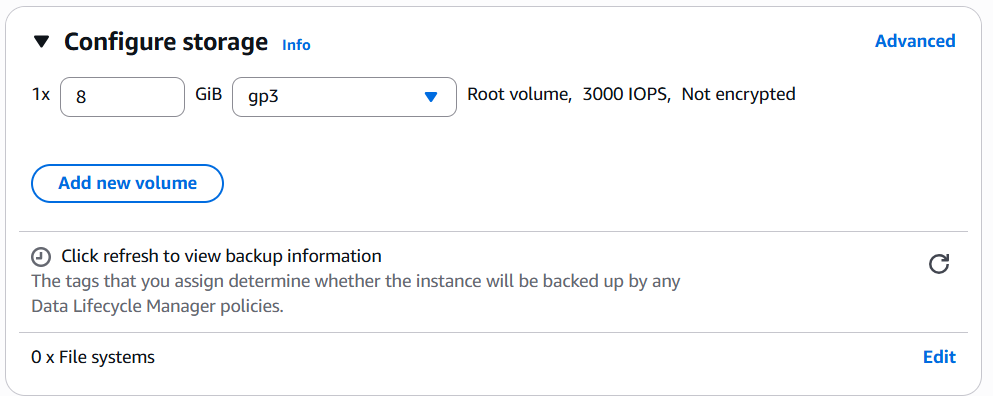 Configure storage Info Advanced
1x 8 GiB gp3 Root volume, 3000 IOPS, Not encrypted
Add new volume
Click refresh to view backup information
The tags that you assign determine whether the instance will be backed up by any
Data Lifecycle Manager policies.
0 x File systems Edit